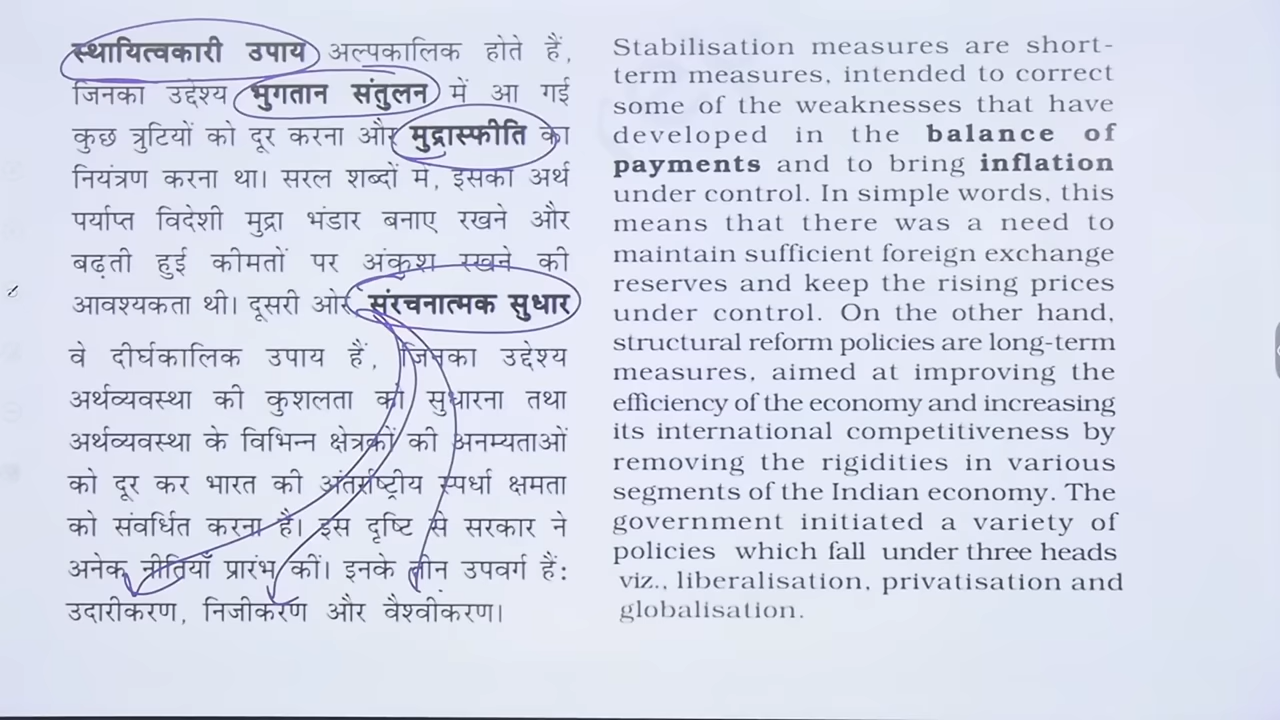 स्थायित्वकारी उपाय अल्पकालिक होते हैं,
जिनका उद्देश्य भुगतान संतुलन में आ गई
कुछ त्रुटियों को दूर करना और मुद्रास्फीति का
नियंत्रण करना था। सरल शब्दों में, इसका अर्थ
पर्याप्त विदेशी मुद्रा भंडार बनाए रखने और
बढ़ती हुई कीमतों पर अंकुश रखने की
आवश्यकता थी। दूसरी ओर संरचनात्मक सुधार
वे दीर्घकालिक उपाय हैं, जिनका उद्देश्य
अर्थव्यवस्था की कुशलता को सुधारना तथा
अर्थव्यवस्था के विभिन्न क्षेत्रकों की अनम्यताओं
को दूर कर भारत की अंतर्राष्ट्रीय स्पर्धा क्षमता
को संवर्धित करना है। इस दृष्टि से सरकार ने
अनेक नीतियाँ प्रारंभ कीं। इनके तीन उपवर्ग हैं:
उदारीकरण, निजीकरण और वैश्वीकरण।
Stabilisation measures are short-
term measures, intended to correct
some of the weaknesses that have
developed in the balance of
payments and to bring inflation
under control. In simple words, this
means that there was a need to
maintain sufficient foreign exchange
reserves and keep the rising prices
under control. On the other hand,
structural reform policies are long-term
measures, aimed at improving the
efficiency of the economy and increasing
its international competitiveness by
removing the rigidities in various
segments of the Indian economy. The
government initiated a variety of
policies which fall under three heads
viz., liberalisation, privatisation and
globalisation.